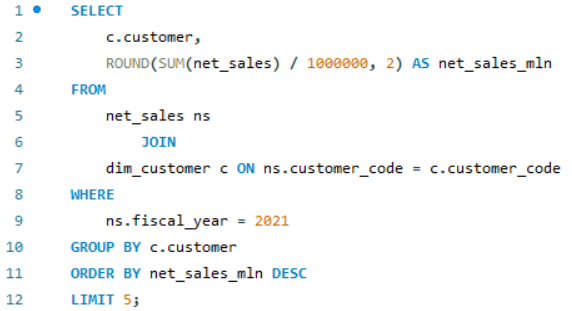 1 SELECT
2 c.customer,
3 ROUND(SUM(net_sales) / 1000000, 2) AS net_sales_mln
4 FROM
5 net_sales ns
6 JOIN
7 dim_customer c ON ns.customer_code = c.customer_code
8 WHERE
9 ns.fiscal_year = 2021
10 GROUP BY c.customer
11 ORDER BY net_sales_mln DESC
12 LIMIT 5;